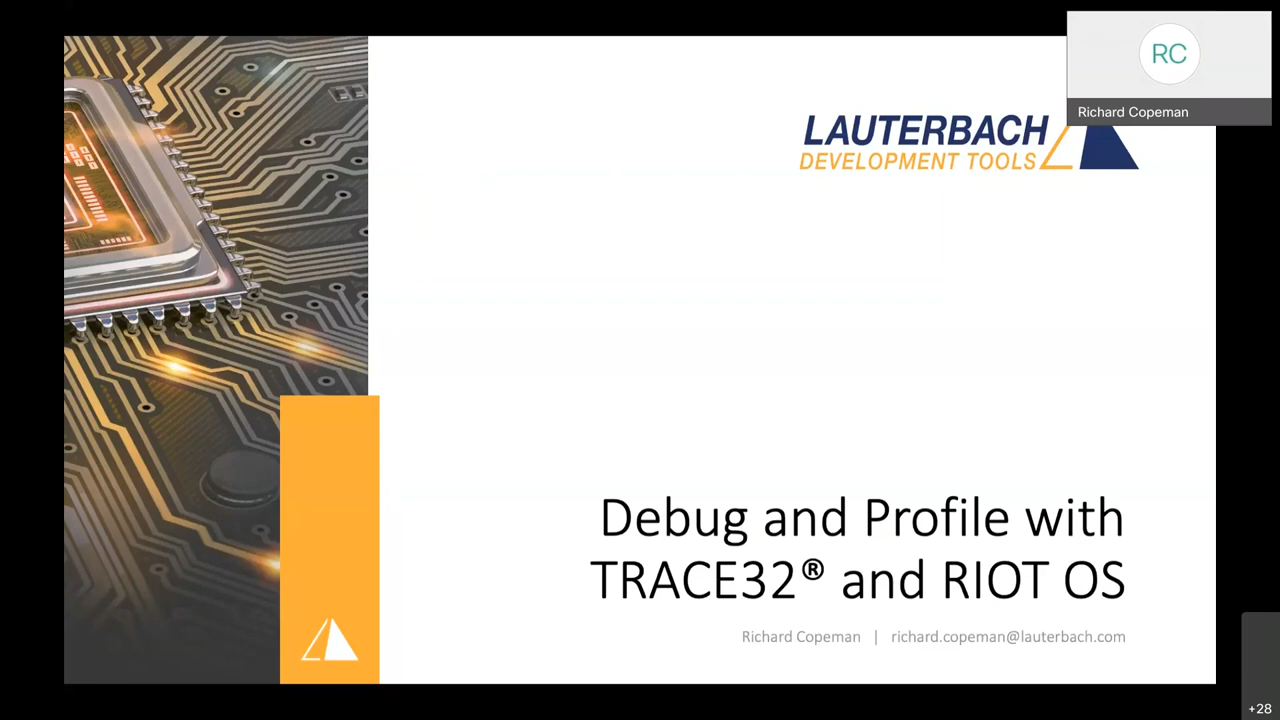 RC
Richard Copeman
LAUTERBACH
DEVELOPMENT TOOLS
Debug and Profile with
TRACE32® and RIOT OS
Richard Copeman | richard.copeman@lauterbach.com
+28